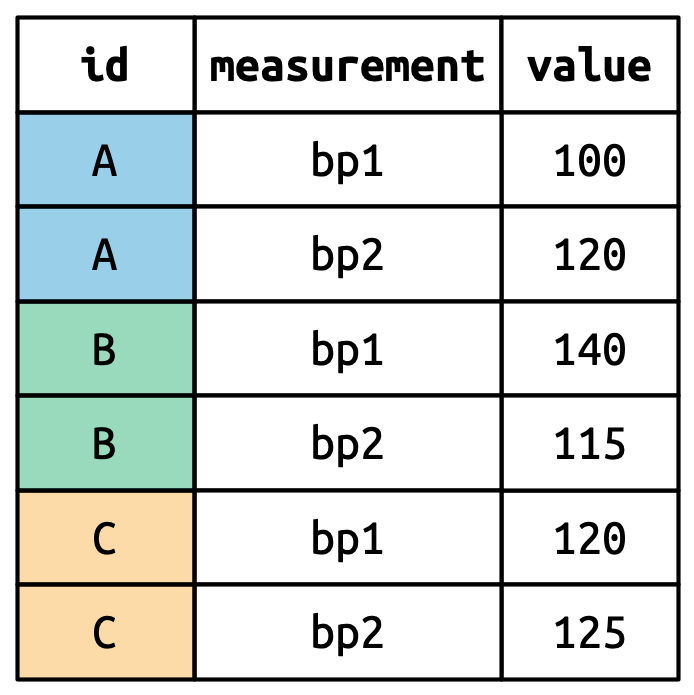 id measurement value
A bp1 100
A bp2 120
B bp1 140
B bp2 115
C bp1 120
C bp2 125